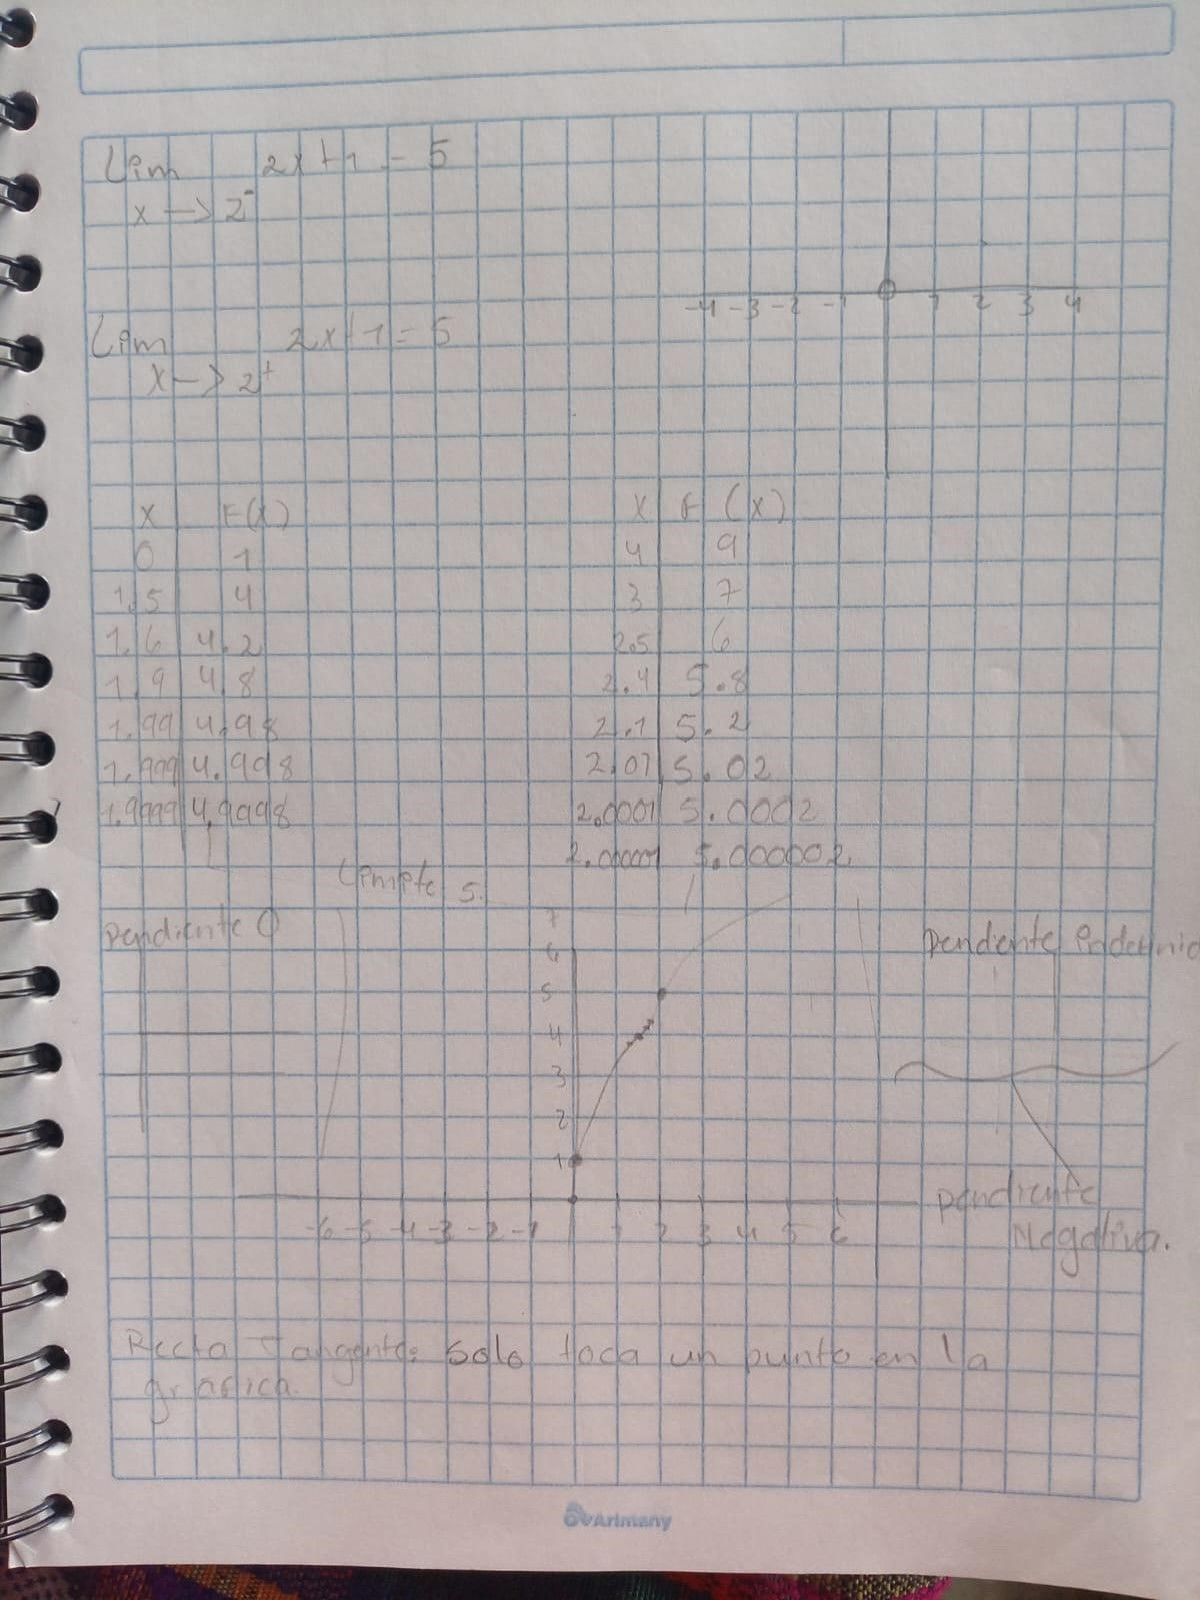 Lim 2x+1 = 5
x —> 2⁻
-4 -3 -2 -1 0 1 2 3 4
Lim 2x+1 = 5
x —> 2⁺
x F(x)
0 1
1.5 4
1.6 4.2
1.9 4.8
1.99 4.98
1.999 4.998
1.9999 4.9998
x F (x)
4 9
3 7
2.5 6
2.4 5.8
2.1 5.2
2.01 5.02
2.0001 5.0002
5.000002
Limite 5.
pendiente 0
pendiente
7
6
5
4
3
2
1
-6 -5 -4 -3 -2 -1 1 2 3 4 5 6
pendiente
Negativa.
Recta Tangente: solo toca un punto en la
grafica.
Arimany